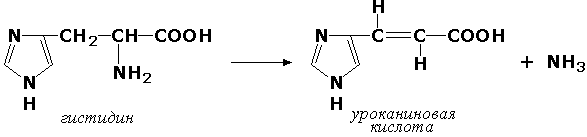 H
N CH2—CH—COOH
NH2
N
H
N C=C—COOH
H
N
H
+ NH3
гистидин
уроканиновая
кислота